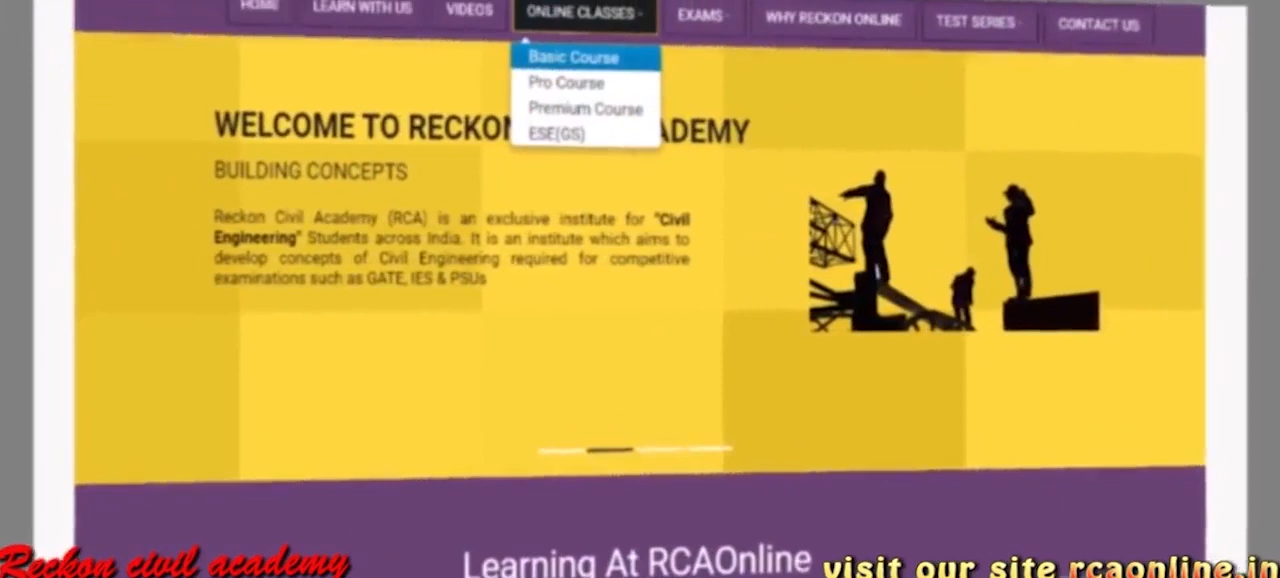 HOME LEARN WITH US VIDEOS ONLINE CLASSES EXAMS WHY RECKON ONLINE TEST SERIES CONTACT US
Basic Course
Pro Course
Premium Course
ESE(GS)
WELCOME TO RECKON ADEMY
BUILDING CONCEPTS
Reckon Civil Academy (RCA) is an exclusive institute for "Civil
Engineering" Students across India. It is an institute which aims to
develop concepts of Civil Engineering required for competitive
examinations such as GATE, IES & PSUs
Learning At RCAOnline
Reckon civil academy
visit our site rcaonline.in